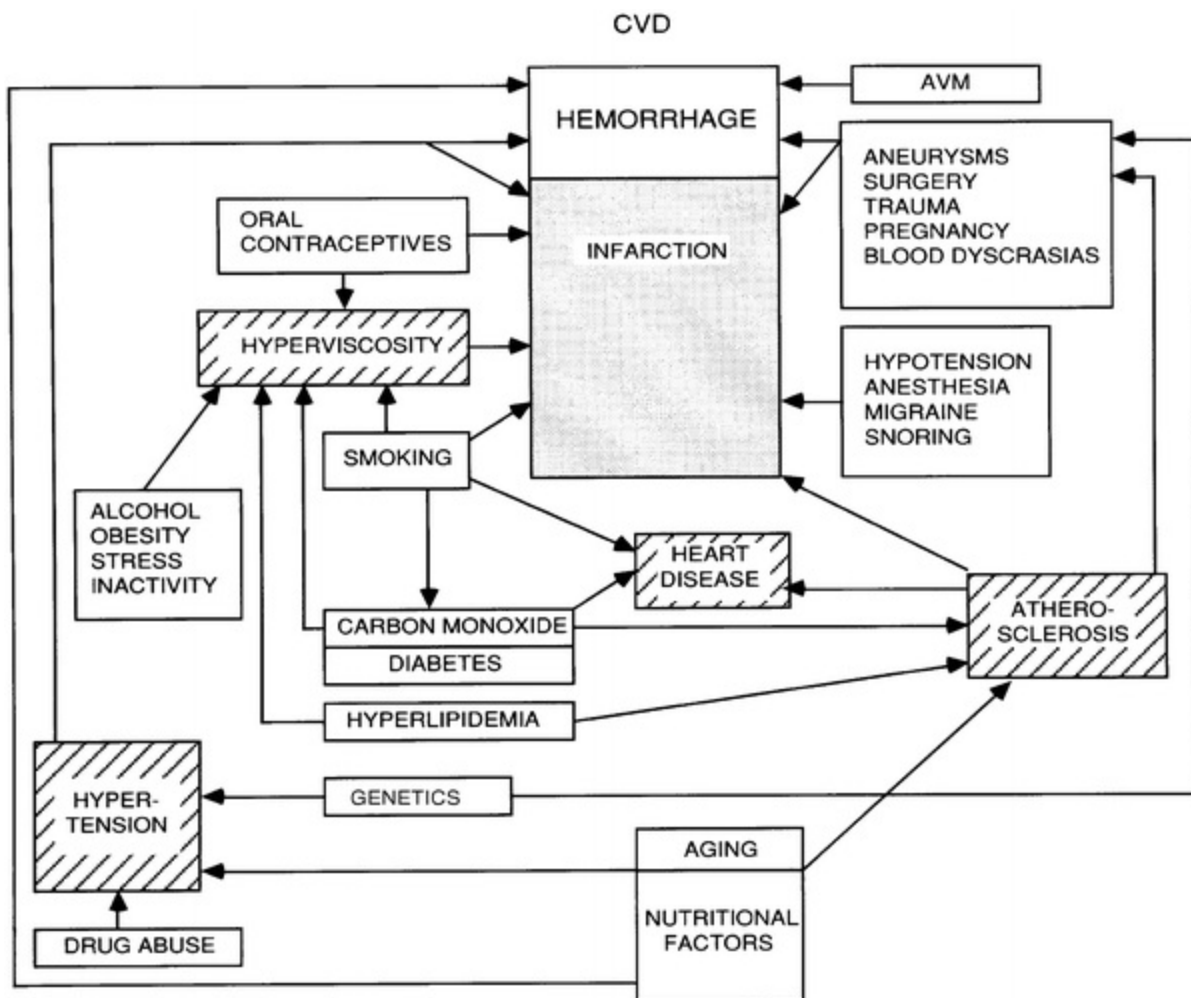 CVD
HEMORRHAGE
AVM
ANEURYSMS
SURGERY
TRAUMA
PREGNANCY
BLOOD DYSCRASIAS
ORAL
CONTRACEPTIVES
INFARCTION
HYPERVISCOSITY
HYPOTENSION
ANESTHESIA
MIGRAINE
SNORING
SMOKING
ALCOHOL
OBESITY
STRESS
INACTIVITY
HEART
DISEASE
ATHERO-
SCLEROSIS
CARBON MONOXIDE
DIABETES
HYPERLIPIDEMIA
HYPER-
TENSION
GENETICS
AGING
NUTRITIONAL
FACTORS
DRUG ABUSE